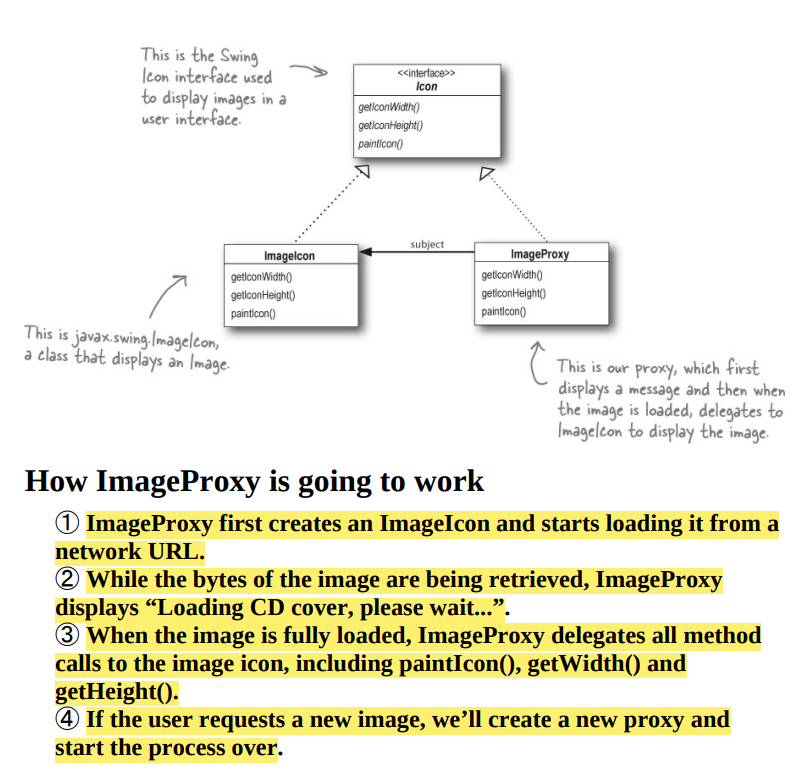 This is the Swing
Icon interface used
to display images in a
user interface.
<<interface>>
Icon
getIconWidth()
getIconHeight()
paintIcon()
subject
ImageIcon
getIconWidth()
getIconHeight()
paintIcon()
ImageProxy
getIconWidth()
getIconHeight()
paintIcon()
This is javax.swing.ImageIcon,
a class that displays an Image.
This is our proxy, which first
displays a message and then when
the image is loaded, delegates to
ImageIcon to display the image.
How ImageProxy is going to work
① ImageProxy first creates an ImageIcon and starts loading it from a
network URL.
② While the bytes of the image are being retrieved, ImageProxy
displays “Loading CD cover, please wait...”.
③ When the image is fully loaded, ImageProxy delegates all method
calls to the image icon, including paintIcon(), getWidth() and
getHeight().
④ If the user requests a new image, we’ll create a new proxy and
start the process over.